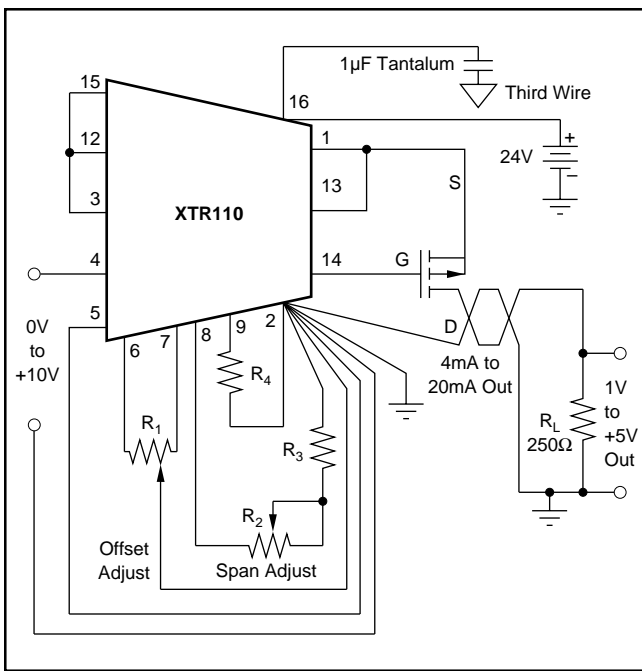 1µF Tantalum
Third Wire
15
16
12
1
24V
+
–
3
13
S
XTR110
4
14
G
5
0V
to
+10V
6
7
8
9
2
D
4mA to
20mA Out
R4
R1
R3
RL
250Ω
1V
to
+5V
Out
R2
Offset
Adjust
Span Adjust